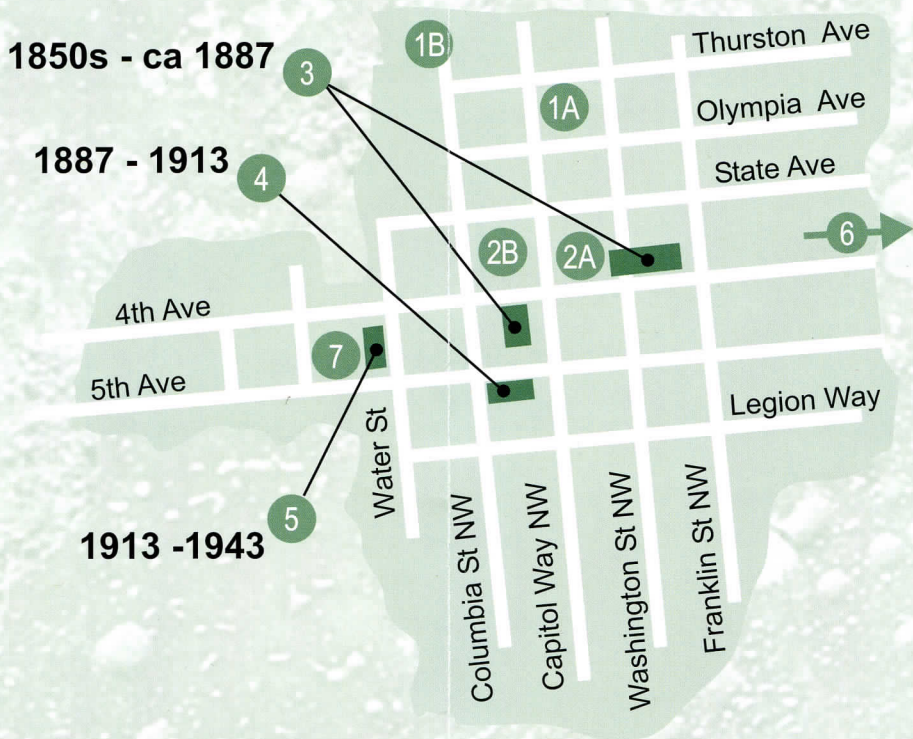 1B
Thurston Ave
1850s - ca 1887
3
1A
Olympia Ave
1887 - 1913
4
State Ave
2B
2A
6
4th Ave
7
5th Ave
Legion Way
Water St
Columbia St NW
Capitol Way NW
Washington St NW
Franklin St NW
5
1913 -1943